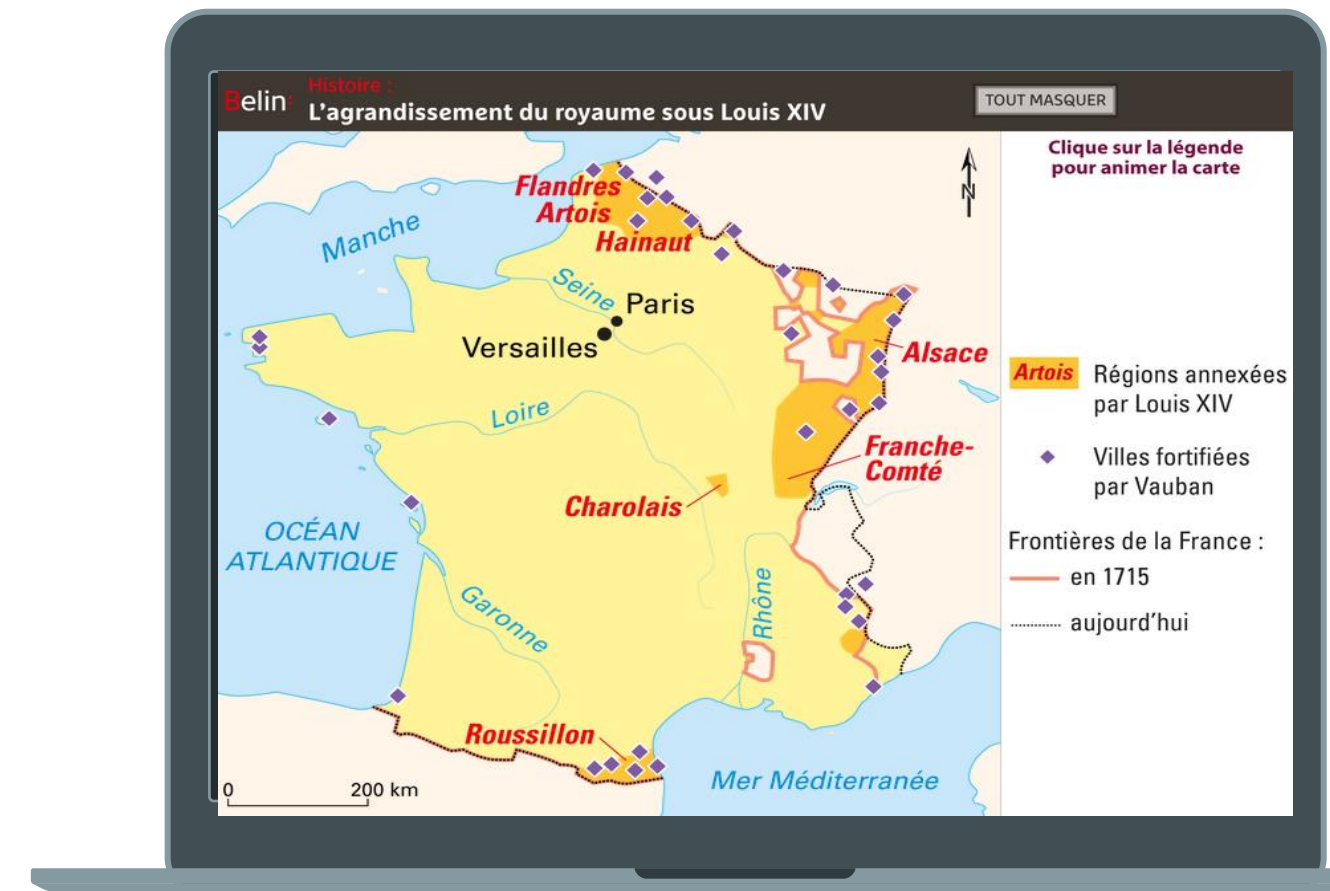 Belin:
Histoire :
L'agrandissement du royaume sous Louis XIV
TOUT MASQUER
Clique sur la légende
pour animer la carte
N
Flandres
Artois
Hainaut
Manche
Seine
Paris
Versailles
Alsace
Loire
Franche-
Comté
Charolais
OCÉAN
ATLANTIQUE
Garonne
Rhône
Roussillon
Mer Méditerranée
0 200 km
Artois Régions annexées
par Louis XIV
Villes fortifiées
par Vauban
Frontières de la France :
en 1715
aujourd'hui